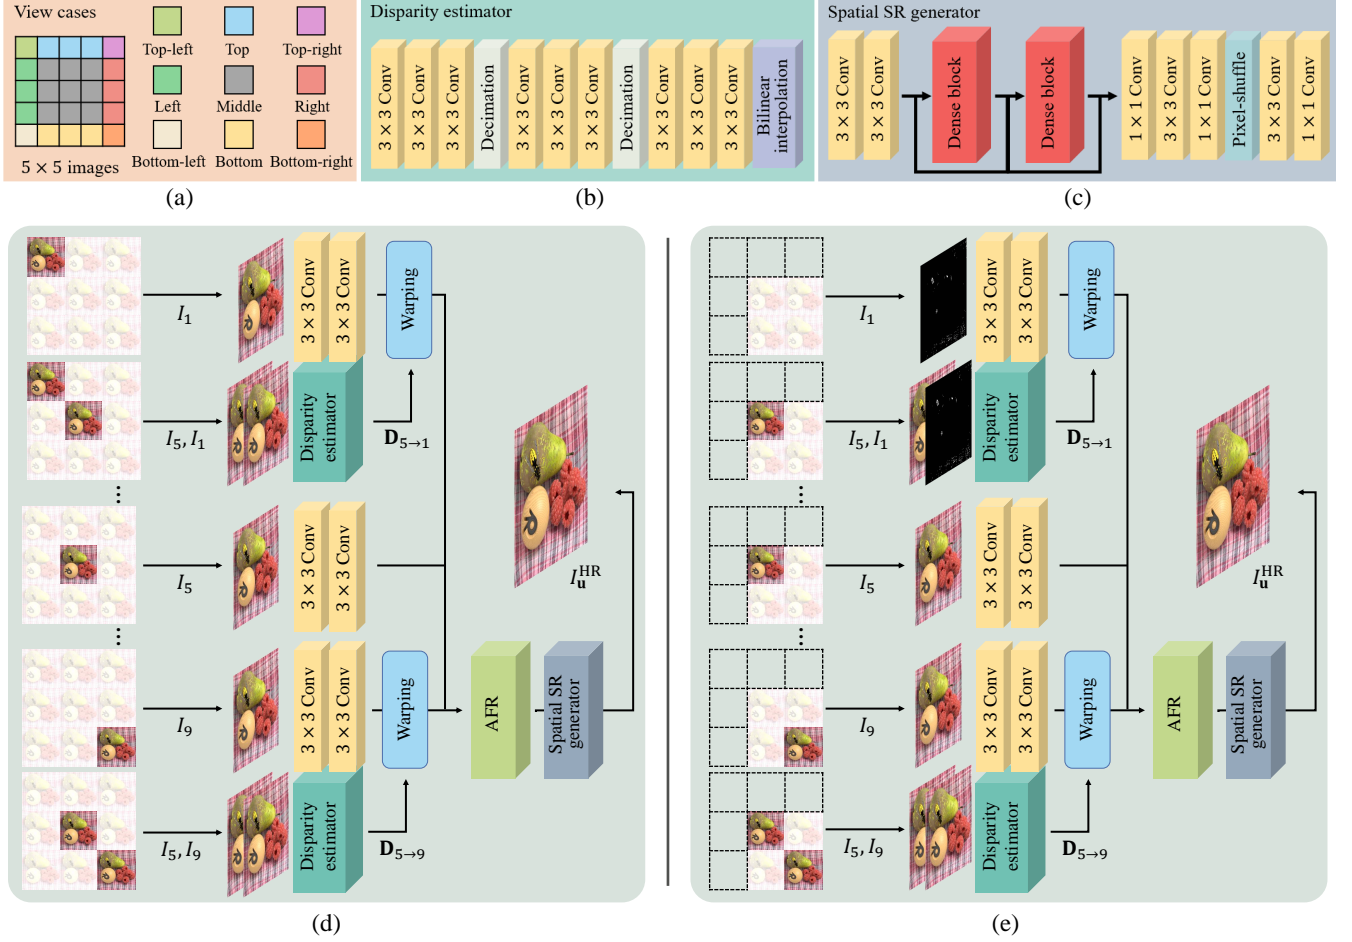 View cases
Top-left
Top
Top-right
Left
Middle
Right
Bottom-left
Bottom
Bottom-right
5 × 5 images
(a)
Disparity estimator
3 × 3 Conv
3 × 3 Conv
3 × 3 Conv
Decimation
3 × 3 Conv
3 × 3 Conv
3 × 3 Conv
Decimation
3 × 3 Conv
3 × 3 Conv
3 × 3 Conv
Bilinear
interpolation
(b)
Spatial SR generator
3 × 3 Conv
3 × 3 Conv
Dense block
Dense block
1 × 1 Conv
3 × 3 Conv
1 × 1 Conv
Pixel-shuffle
3 × 3 Conv
1 × 1 Conv
(c)
I₁
3 × 3 Conv
3 × 3 Conv
Warping
I₅, I₁
Disparity
estimator
D₅→₁
I₅
3 × 3 Conv
3 × 3 Conv
I₉
3 × 3 Conv
3 × 3 Conv
Warping
I₅, I₉
Disparity
estimator
D₅→₉
AFR
Spatial SR
generator
I_u^HR
(d)
I₁
3 × 3 Conv
3 × 3 Conv
Warping
I₅, I₁
Disparity
estimator
D₅→₁
I₅
3 × 3 Conv
3 × 3 Conv
I₉
3 × 3 Conv
3 × 3 Conv
Warping
I₅, I₉
Disparity
estimator
D₅→₉
AFR
Spatial SR
generator
I_u^HR
(e)